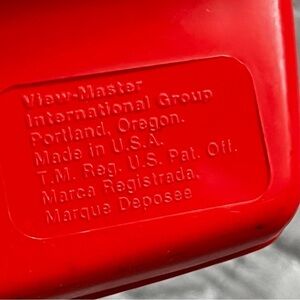 View-Master
International Group
Portland, Oregon.
Made in U.S.A.
T.M. Reg. U.S. Pat. Off.
Marca Registrada.
Marque Deposee